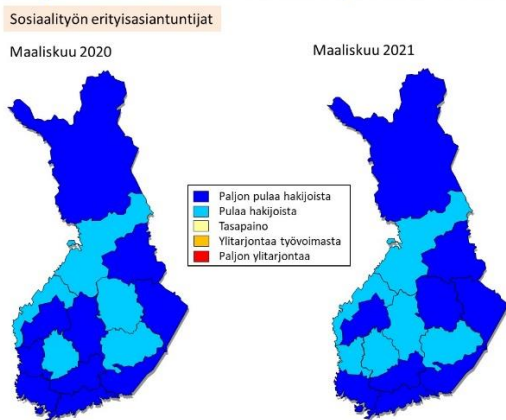 Sosiaalityön erityisasiantuntijat
Maaliskuu 2020
Maaliskuu 2021
Paljon pulaa hakijoista
Pulaa hakijoista
Tasapaino
Ylitarjontaa työvoimasta
Paljon ylitarjontaa